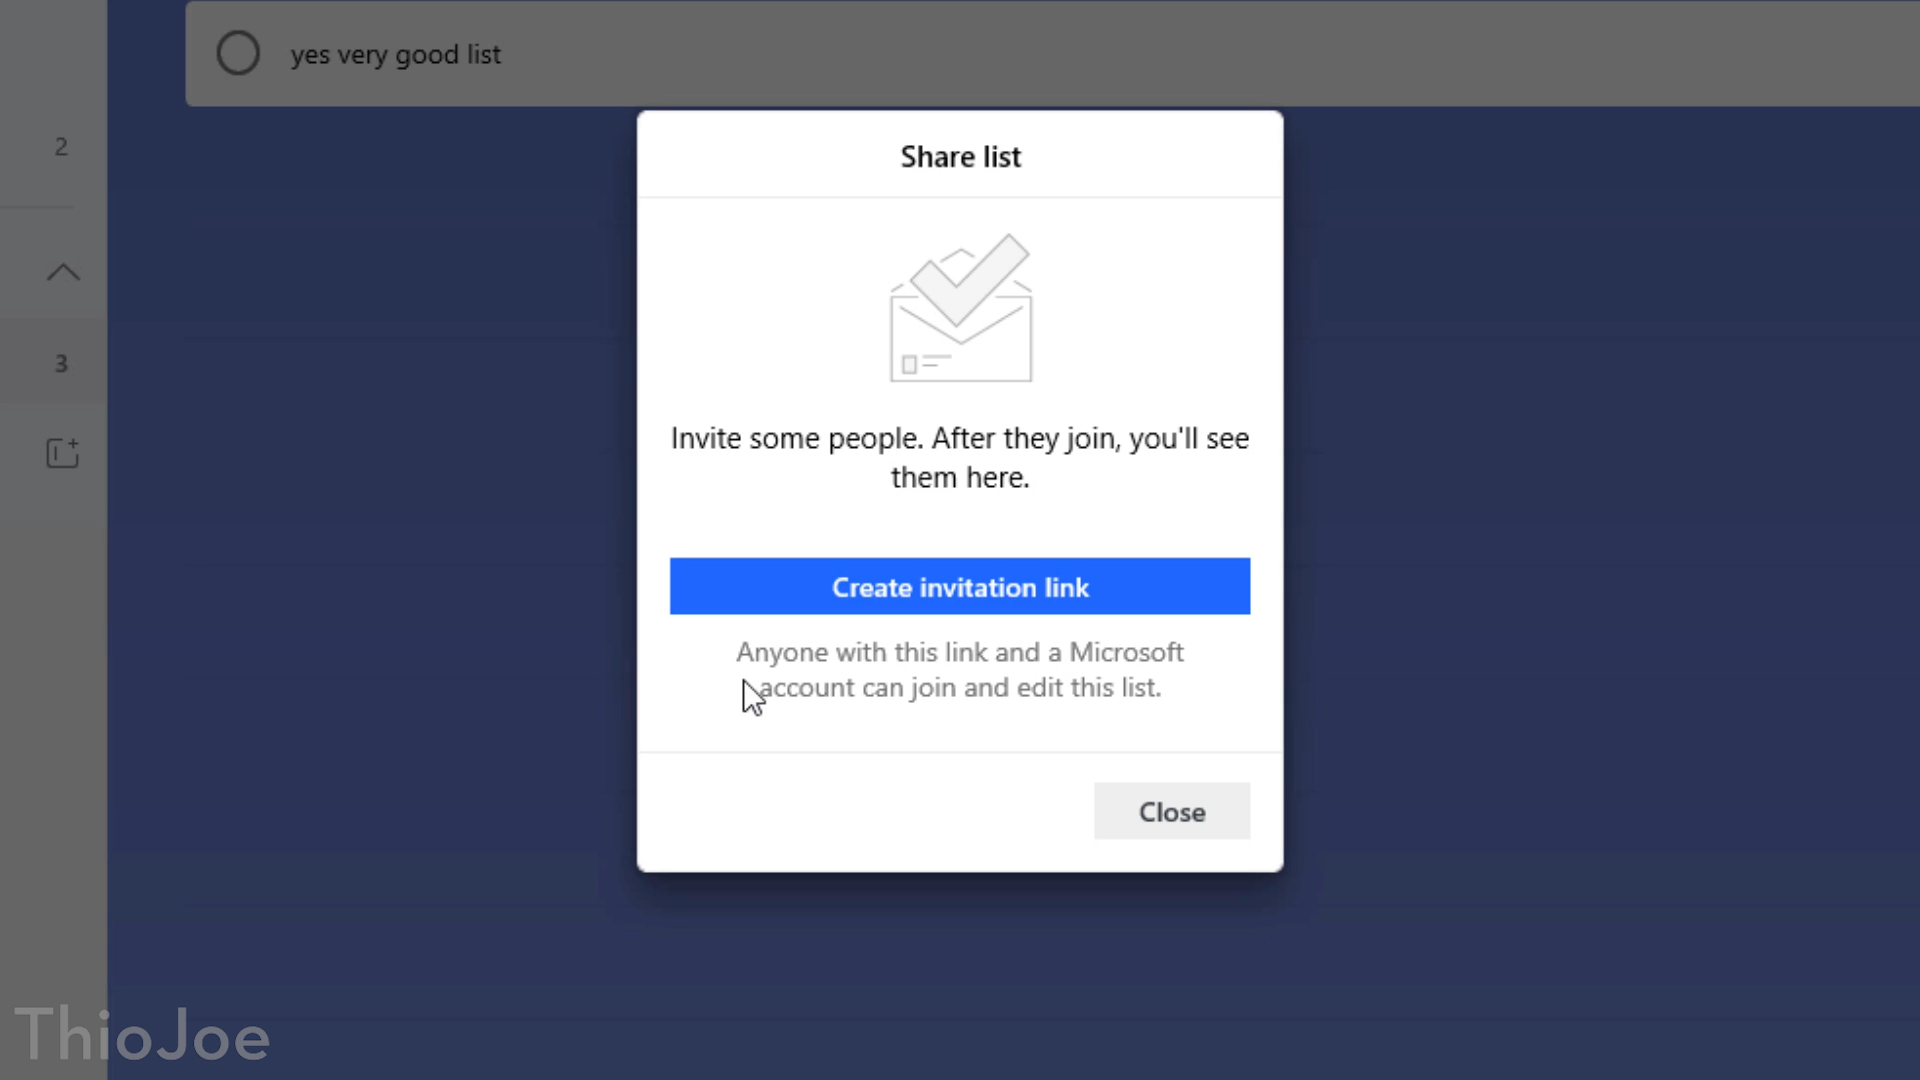 yes very good list
2
3
Share list
Invite some people. After they join, you'll see
them here.
Create invitation link
Anyone with this link and a Microsoft
account can join and edit this list.
Close
ThioJoe